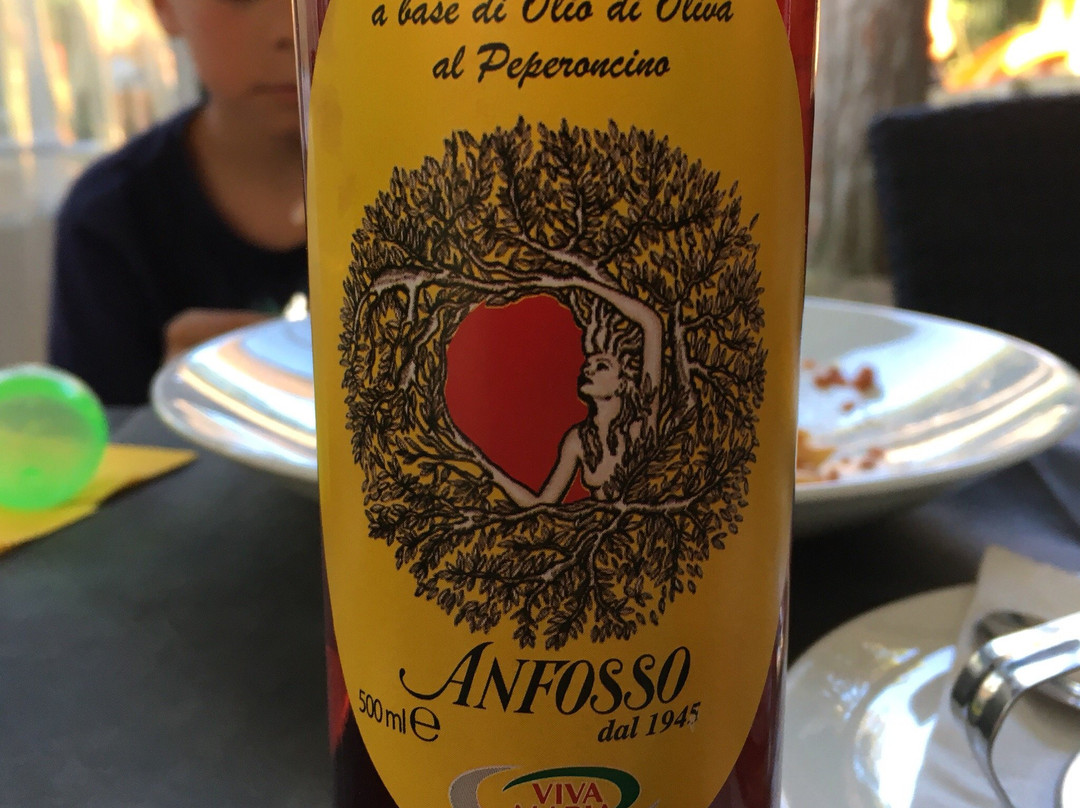 a base di Olio di Oliva
al Peperoncino
ANFOSSO
500 ml e
dal 1945
VIVA